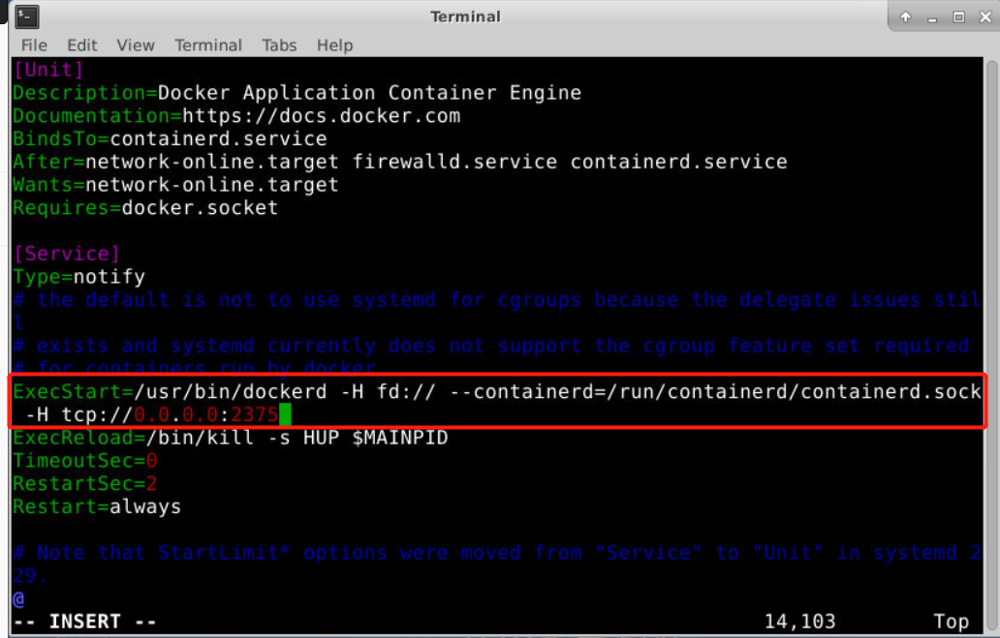 Terminal
File Edit View Terminal Tabs Help
[Unit]
Description=Docker Application Container Engine
Documentation=https://docs.docker.com
BindsTo=containerd.service
After=network-online.target firewalld.service containerd.service
Wants=network-online.target
Requires=docker.socket
[Service]
Type=notify
# the default is not to use systemd for cgroups because the delegate issues stil
l
# exists and systemd currently does not support the cgroup feature set required
# for containers run by docker
ExecStart=/usr/bin/dockerd -H fd:// --containerd=/run/containerd/containerd.sock
-H tcp://0.0.0.0:2375
ExecReload=/bin/kill -s HUP $MAINPID
TimeoutSec=0
RestartSec=2
Restart=always
# Note that StartLimit* options were moved from "Service" to "Unit" in systemd 2
29.
@
-- INSERT -- 14,103 Top